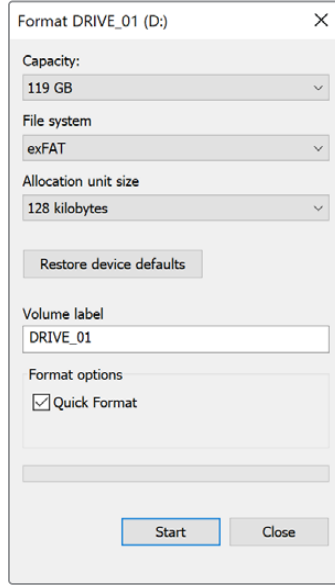 Format DRIVE_01 (D:)
Capacity:
119 GB
File system
exFAT
Allocation unit size
128 kilobytes
Restore device defaults
Volume label
DRIVE_01
Format options
Quick Format
Start Close